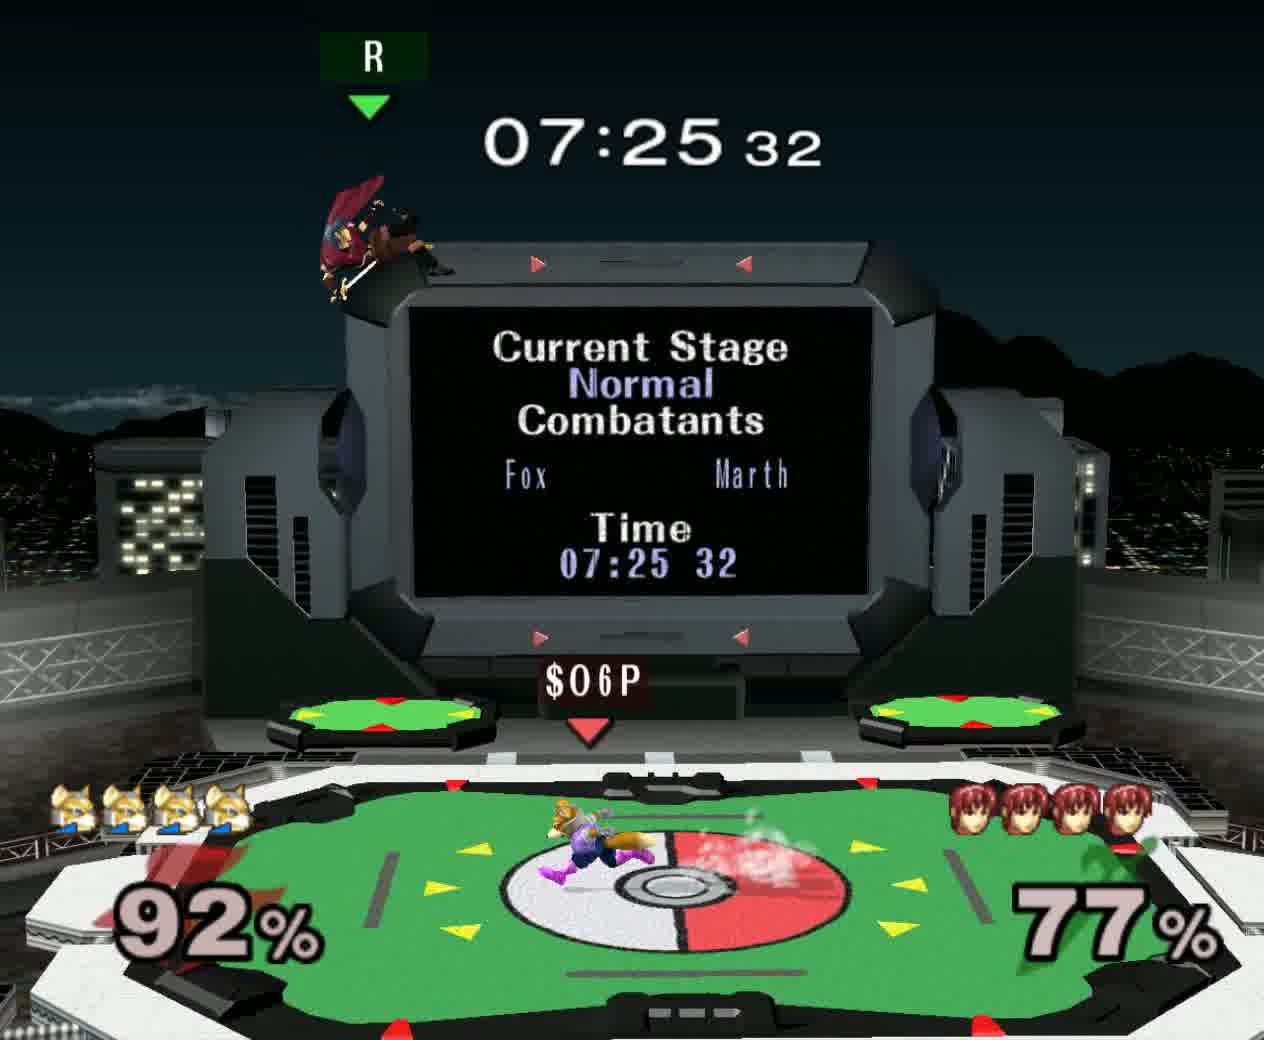 R
07:25 32
Current Stage
Normal
Combatants
Fox Marth
Time
07:25 32
$06P
92%
77%